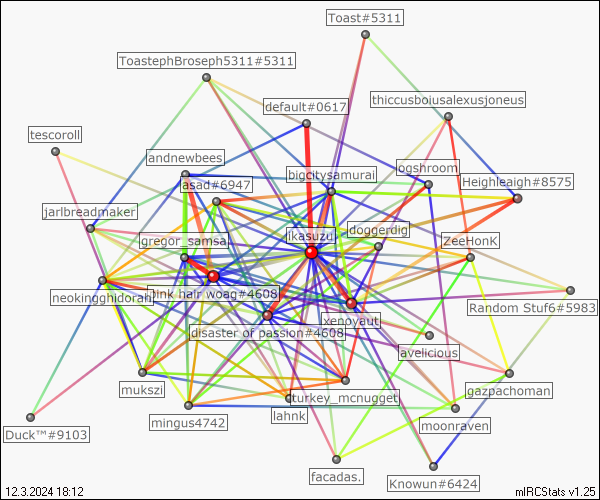 Toast#5311
ToastephBroseph5311#5311
default#0617
thiccusboiusalexusjoneus
tescoroll
andnewbees
bigcitysamurai
ogshroom
asad#6947
Heighleaigh#8575
jarlbreadmaker
likasuzu
doggerdig
gregor_samsa
ZeeHonK
neokingghidorah
link hair woag#4608
Random Stuf6#5983
disaster of passion#4608
xenoyaut
avelicious
mukszi
turkey_mcnugget
gazpachoman
mingus4742
lahnk
moonraven
Duck™#9103
facadas.
Knowun#6424
12.3.2024 18:12
mIRCStats v1.25